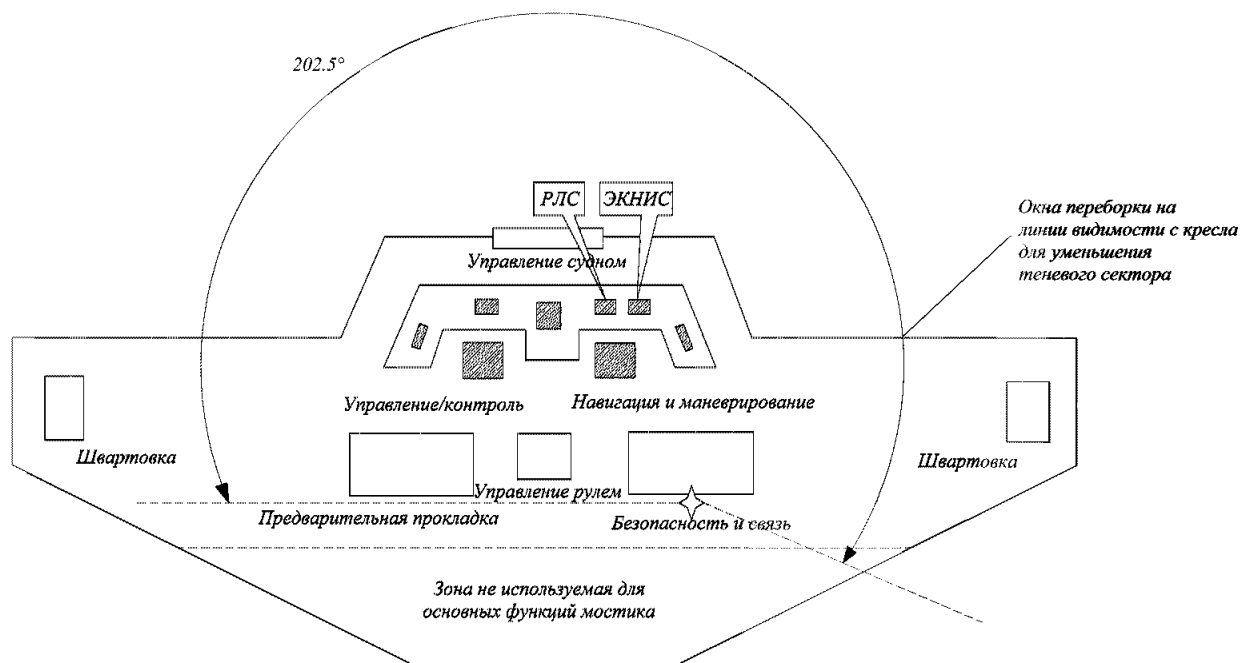 202.5°
РЛС
ЭКНИС
Управление судном
Окна переборки на
линии видимости с кресла
для уменьшения
теневого сектора
Управление/контроль
Навигация и маневрирование
Швартовка
Швартовка
Управление рулем
Предварительная прокладка
Безопасность и связь
Зона не используемая для
основных функций мостика